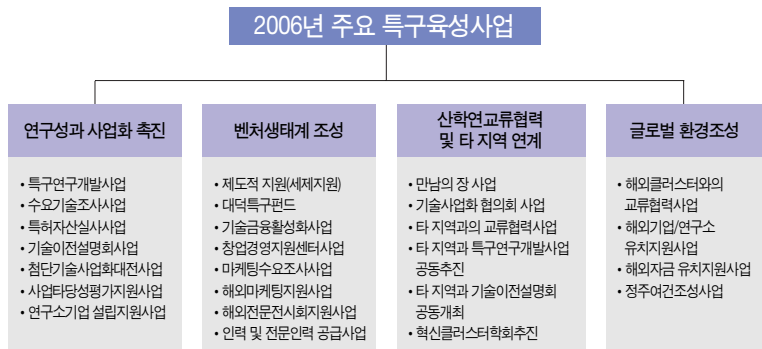 2006년 주요 특구육성사업
연구성과 사업화 촉진
• 특구연구개발사업
• 수요기술조사사업
• 특허자산실사사업
• 기술이전설명회사업
• 첨단기술사업화대전사업
• 사업타당성평가지원사업
• 연구소기업 설립지원사업
벤처생태계 조성
• 제도적 지원(세제지원)
• 대덕특구펀드
• 기술금융활성화사업
• 창업경영지원센터사업
• 마케팅수요조사사업
• 해외마케팅지원사업
• 해외전문전시회지원사업
• 인력 및 전문인력 공급사업
산학연교류협력
및 타 지역 연계
• 만남의 장 사업
• 기술사업화 협의회 사업
• 타 지역과의 교류협력사업
• 타 지역과 특구연구개발사업
공동추진
• 타 지역과 기술이전설명회
공동개최
• 혁신클러스터학회추진
글로벌 환경조성
• 해외클러스터와의
교류협력사업
• 해외기업/연구소
유치지원사업
• 해외자금 유치지원사업
• 정주여건조성사업